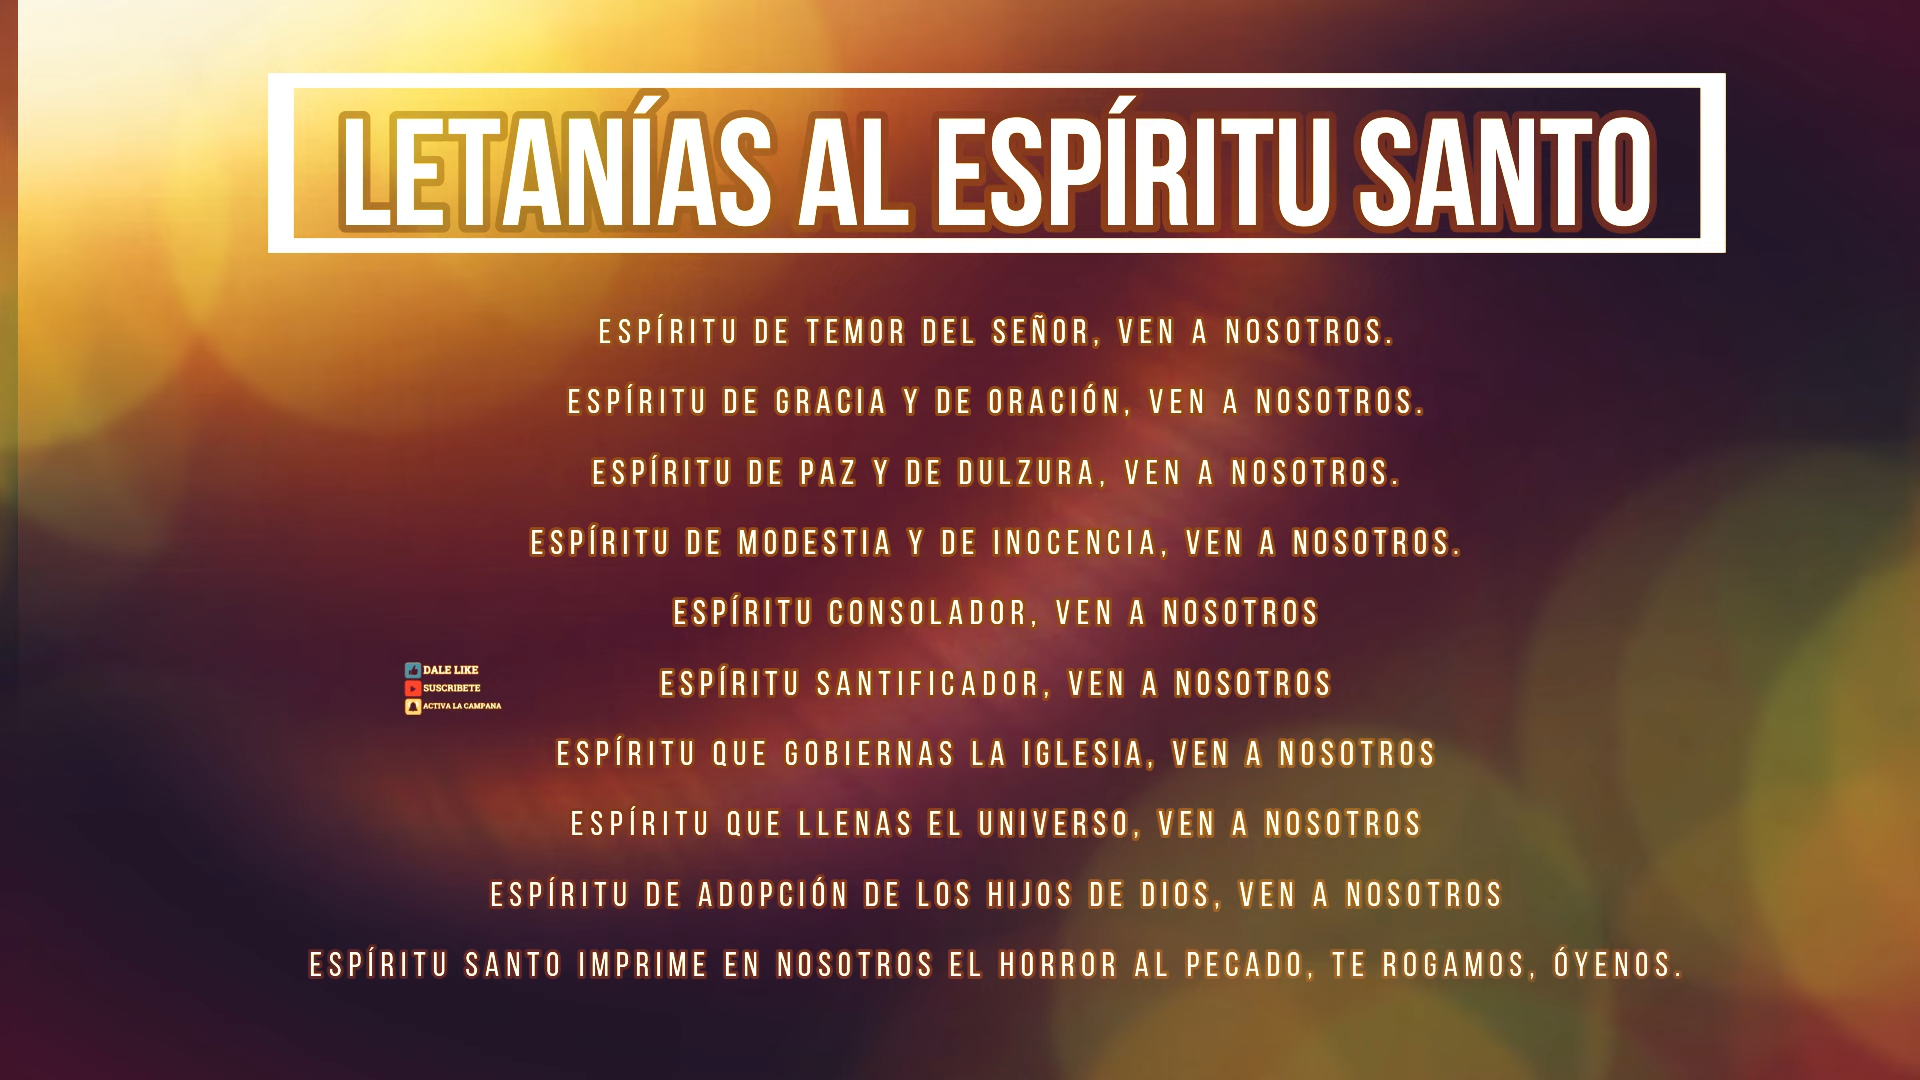 LETANÍAS AL ESPÍRITU SANTO
ESPÍRITU DE TEMOR DEL SEÑOR, VEN A NOSOTROS.
ESPÍRITU DE GRACIA Y DE ORACIÓN, VEN A NOSOTROS.
ESPÍRITU DE PAZ Y DE DULZURA, VEN A NOSOTROS.
ESPÍRITU DE MODESTIA Y DE INOCENCIA, VEN A NOSOTROS.
ESPÍRITU CONSOLADOR, VEN A NOSOTROS
ESPÍRITU SANTIFICADOR, VEN A NOSOTROS
DALE LIKE
SUSCRIBETE
ACTIVA LA CAMPANA
ESPÍRITU QUE GOBIERNAS LA IGLESIA, VEN A NOSOTROS
ESPÍRITU QUE LLENAS EL UNIVERSO, VEN A NOSOTROS
ESPÍRITU DE ADOPCIÓN DE LOS HIJOS DE DIOS, VEN A NOSOTROS
ESPÍRITU SANTO IMPRIME EN NOSOTROS EL HORROR AL PECADO, TE ROGAMOS, ÓYENOS.